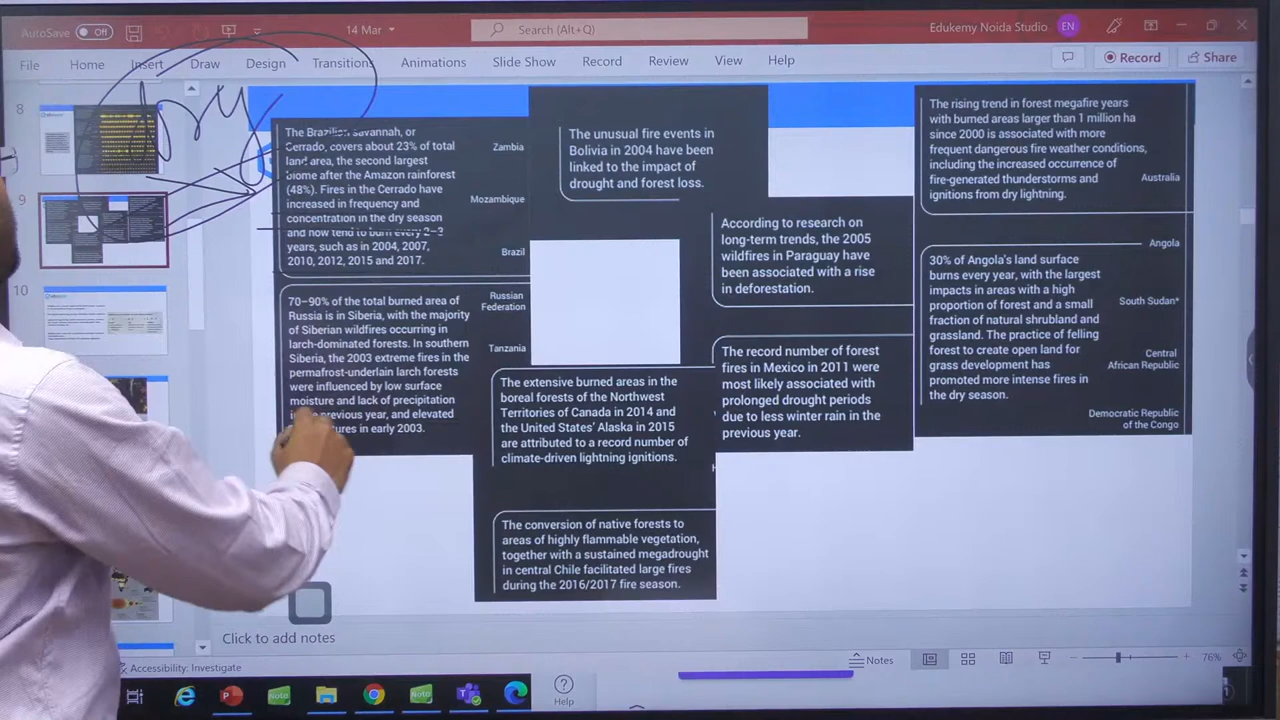 AutoSave Off
14 Mar
Search (Alt+Q)
Edukemy Noida Studio EN
File Home Insert Draw Design Transitions Animations Slide Show Record Review View Help
Record Share
8
9
10
dry
The Brazilian savannah, or
Cerrado, covers about 23% of total
land area, the second largest
biome after the Amazon rainforest
(48%). Fires in the Cerrado have
increased in frequency and
concentration in the dry season
and now tend to burn every 2–3
years, such as in 2004, 2007,
2010, 2012, 2015 and 2017.
Zambia
Mozambique
Brazil
70–90% of the total burned area of
Russia is in Siberia, with the majority
of Siberian wildfires occurring in
larch-dominated forests. In southern
Siberia, the 2003 extreme fires in the
permafrost-underlain larch forests
were influenced by low surface
moisture and lack of precipitation
previous year, and elevated
in early 2003.
Russian
Federation
Tanzania
The unusual fire events in
Bolivia in 2004 have been
linked to the impact of
drought and forest loss.
The extensive burned areas in the
boreal forests of the Northwest
Territories of Canada in 2014 and
the United States' Alaska in 2015
are attributed to a record number of
climate-driven lightning ignitions.
The conversion of native forests to
areas of highly flammable vegetation,
together with a sustained megadrought
in central Chile facilitated large fires
during the 2016/2017 fire season.
According to research on
long-term trends, the 2005
wildfires in Paraguay have
been associated with a rise
in deforestation.
The record number of forest
fires in Mexico in 2011 were
most likely associated with
prolonged drought periods
due to less winter rain in the
previous year.
The rising trend in forest megafire years
with burned areas larger than 1 million ha
since 2000 is associated with more
frequent dangerous fire weather conditions,
including the increased occurrence of
fire-generated thunderstorms and
ignitions from dry lightning.
Australia
Angola
30% of Angola's land surface
burns every year, with the largest
impacts in areas with a high
proportion of forest and a small
fraction of natural shrubland and
grassland. The practice of felling
forest to create open land for
grass development has
promoted more intense fires in
the dry season.
South Sudan*
Central
African Republic
Democratic Republic
of the Congo
Click to add notes
Accessibility: Investigate
Notes
76%
Help